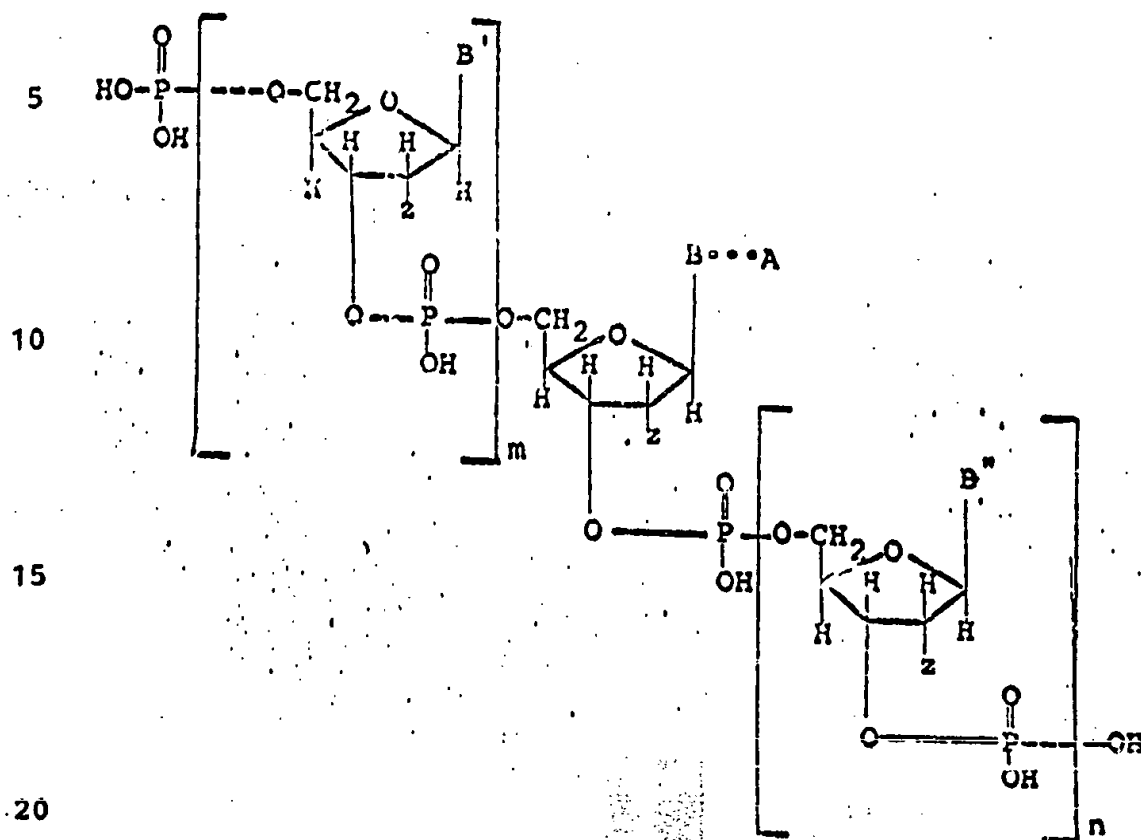 O B'
5 HO-P-O-CH2 O
OH H H
H z H
O B•••A
10 O-P-O-CH2 O
OH H H
H z H
m
O B"
O P-O-CH2 O
15 OH H H
H z H
O
O P-OH
OH
20 n